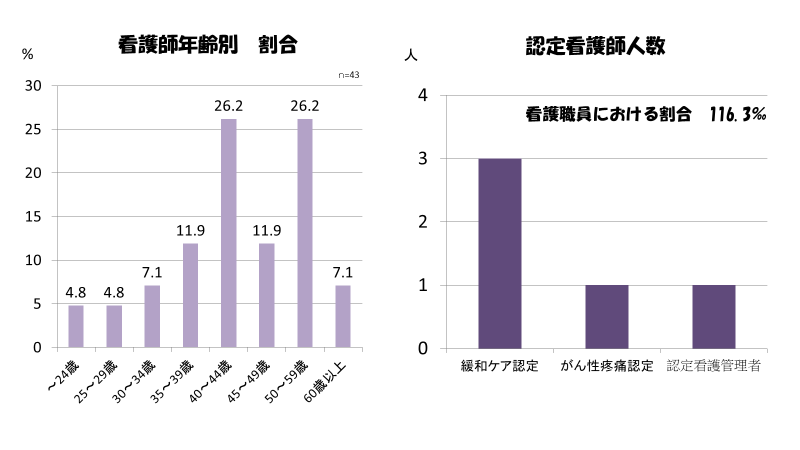 看護師年齢別　割合
%
n=43
30
25
20
15
10
5
0
4.8
4.8
7.1
11.9
26.2
11.9
26.2
7.1
～24歳
25～29歳
30～34歳
35～39歳
40～44歳
45～49歳
50～59歳
60歳以上
認定看護師人数
人
看護職員における割合　116.3‰
4
3
2
1
0
緩和ケア認定
がん性疼痛認定
認定看護管理者